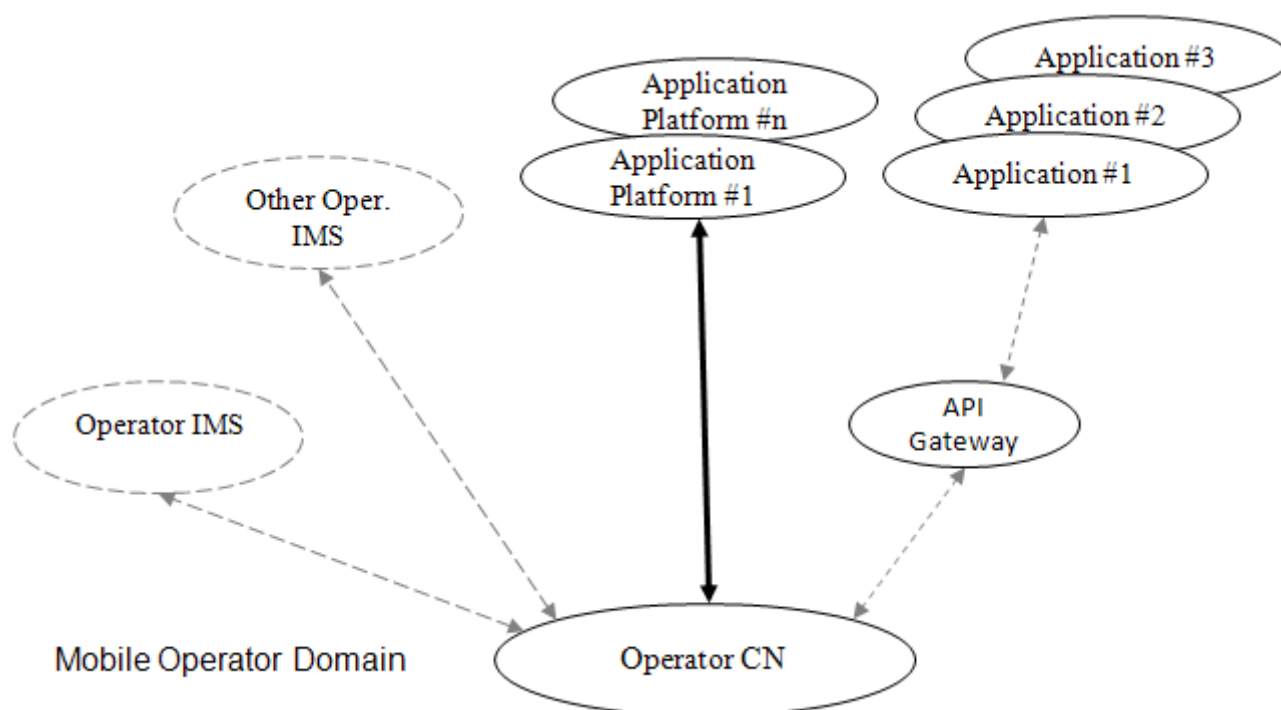 Application #3
Application
Platform #n
Application #2
Application
Platform #1
Application #1
Other Oper.
IMS
Operator IMS
API
Gateway
Operator CN
Mobile Operator Domain